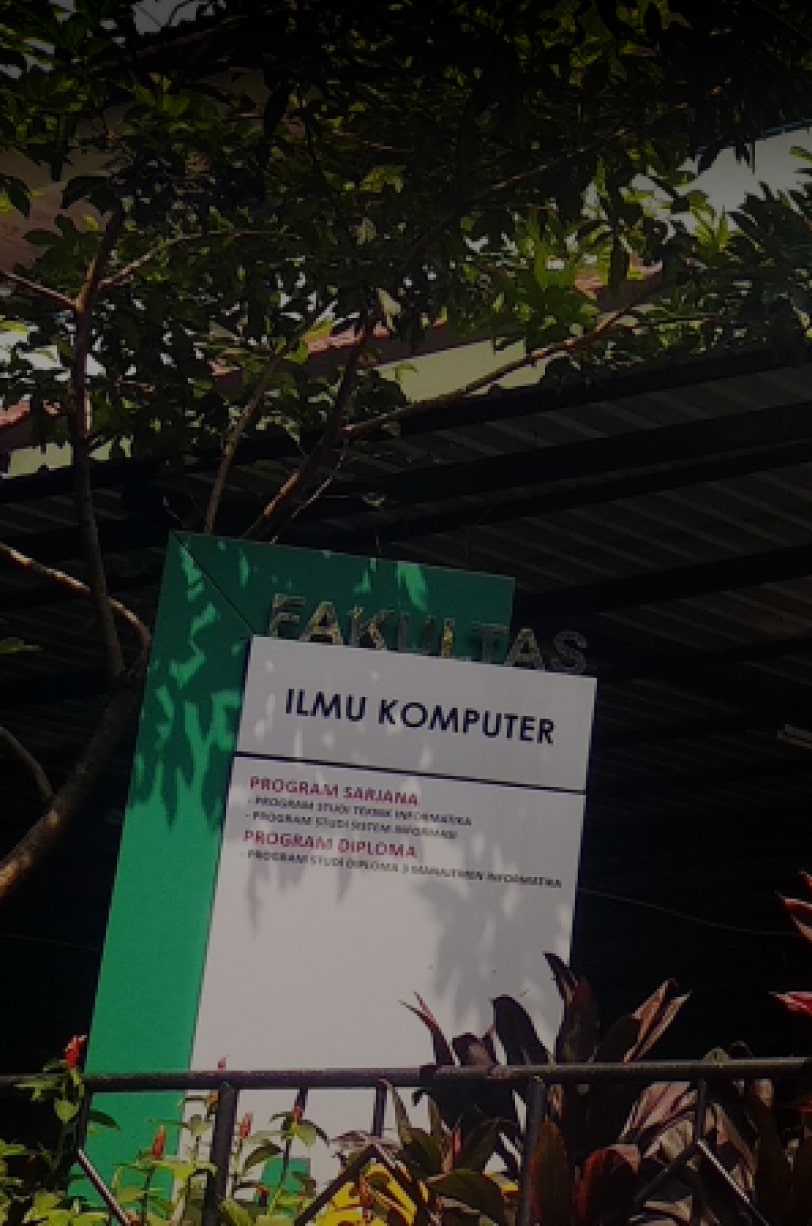 FAKULTAS
ILMU KOMPUTER
PROGRAM SARJANA
- PROGRAM STUDI TEKNIK INFORMATIKA
- PROGRAM STUDI SISTEM INFORMASI
PROGRAM DIPLOMA
- PROGRAM STUDI DIPLOMA 3 MANAJEMEN INFORMATIKA